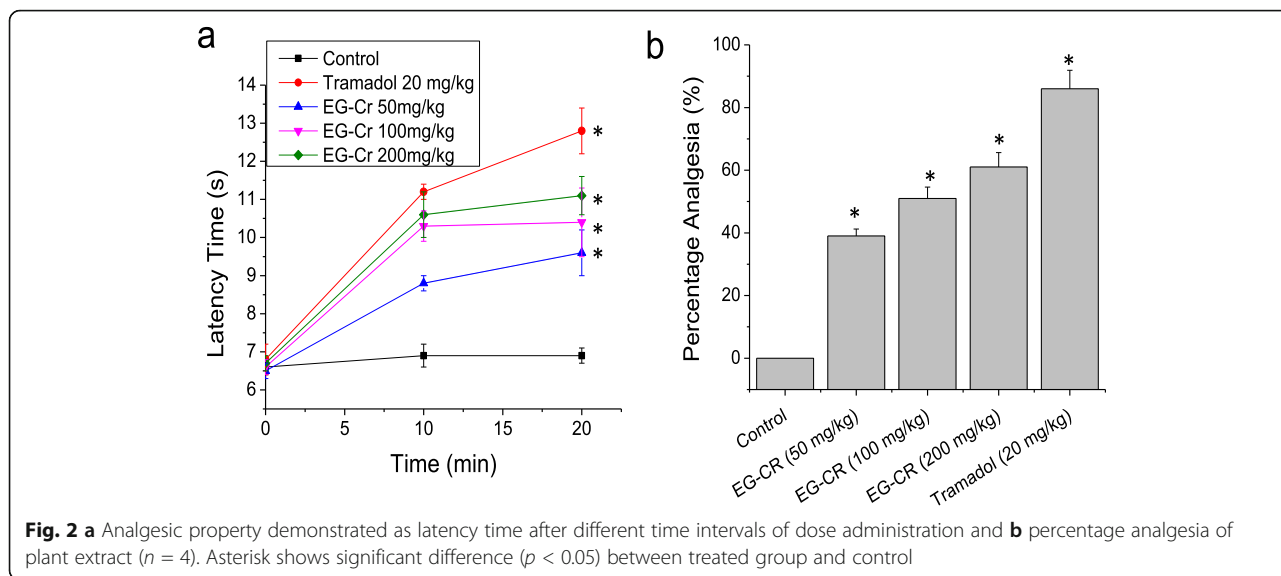 a
Control
Tramadol 20 mg/kg
EG-Cr 50mg/kg
EG-Cr 100mg/kg
EG-Cr 200mg/kg
14
13
12
11
10
9
8
7
6
Latency Time (s)
0
5
10
15
20
Time (min)
*
*
*
*
b
100
80
60
40
20
0
Percentage Analgesia (%)
*
*
*
*
Control
EG-CR (50 mg/kg)
EG-CR (100 mg/kg)
EG-CR (200 mg/kg)
Tramadol (20 mg/kg)
Fig. 2 a Analgesic property demonstrated as latency time after different time intervals of dose administration and b percentage analgesia of
plant extract (n = 4). Asterisk shows significant difference (p < 0.05) between treated group and control